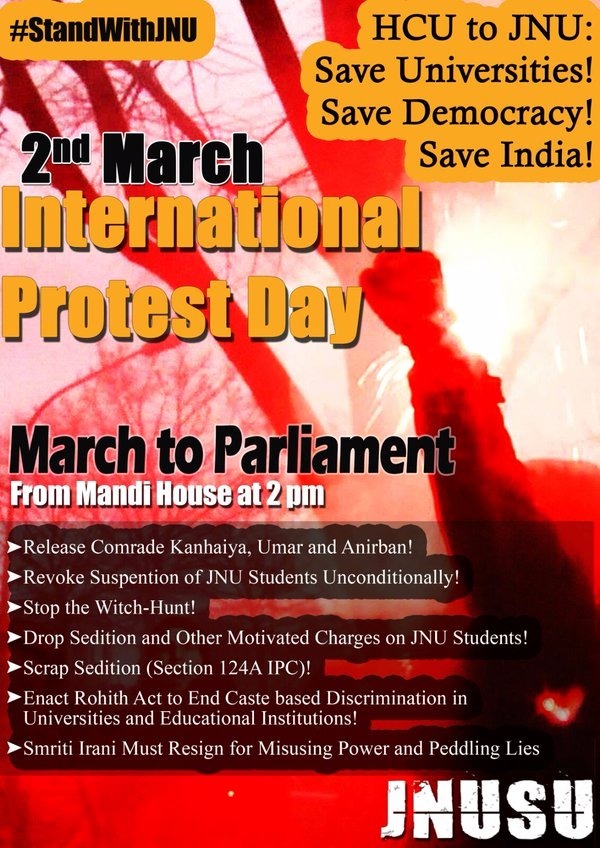 #StandWithJNU
HCU to JNU:
Save Universities!
Save Democracy!
Save India!
2nd March
International
Protest Day
March to Parliament
From Mandi House at 2 pm
➤Release Comrade Kanhaiya, Umar and Anirban!
➤Revoke Suspention of JNU Students Unconditionally!
➤Stop the Witch-Hunt!
➤Drop Sedition and Other Motivated Charges on JNU Students!
➤Scrap Sedition (Section 124A IPC)!
➤Enact Rohith Act to End Caste based Discrimination in
Universities and Educational Institutions!
➤Smriti Irani Must Resign for Misusing Power and Peddling Lies
JNUSU